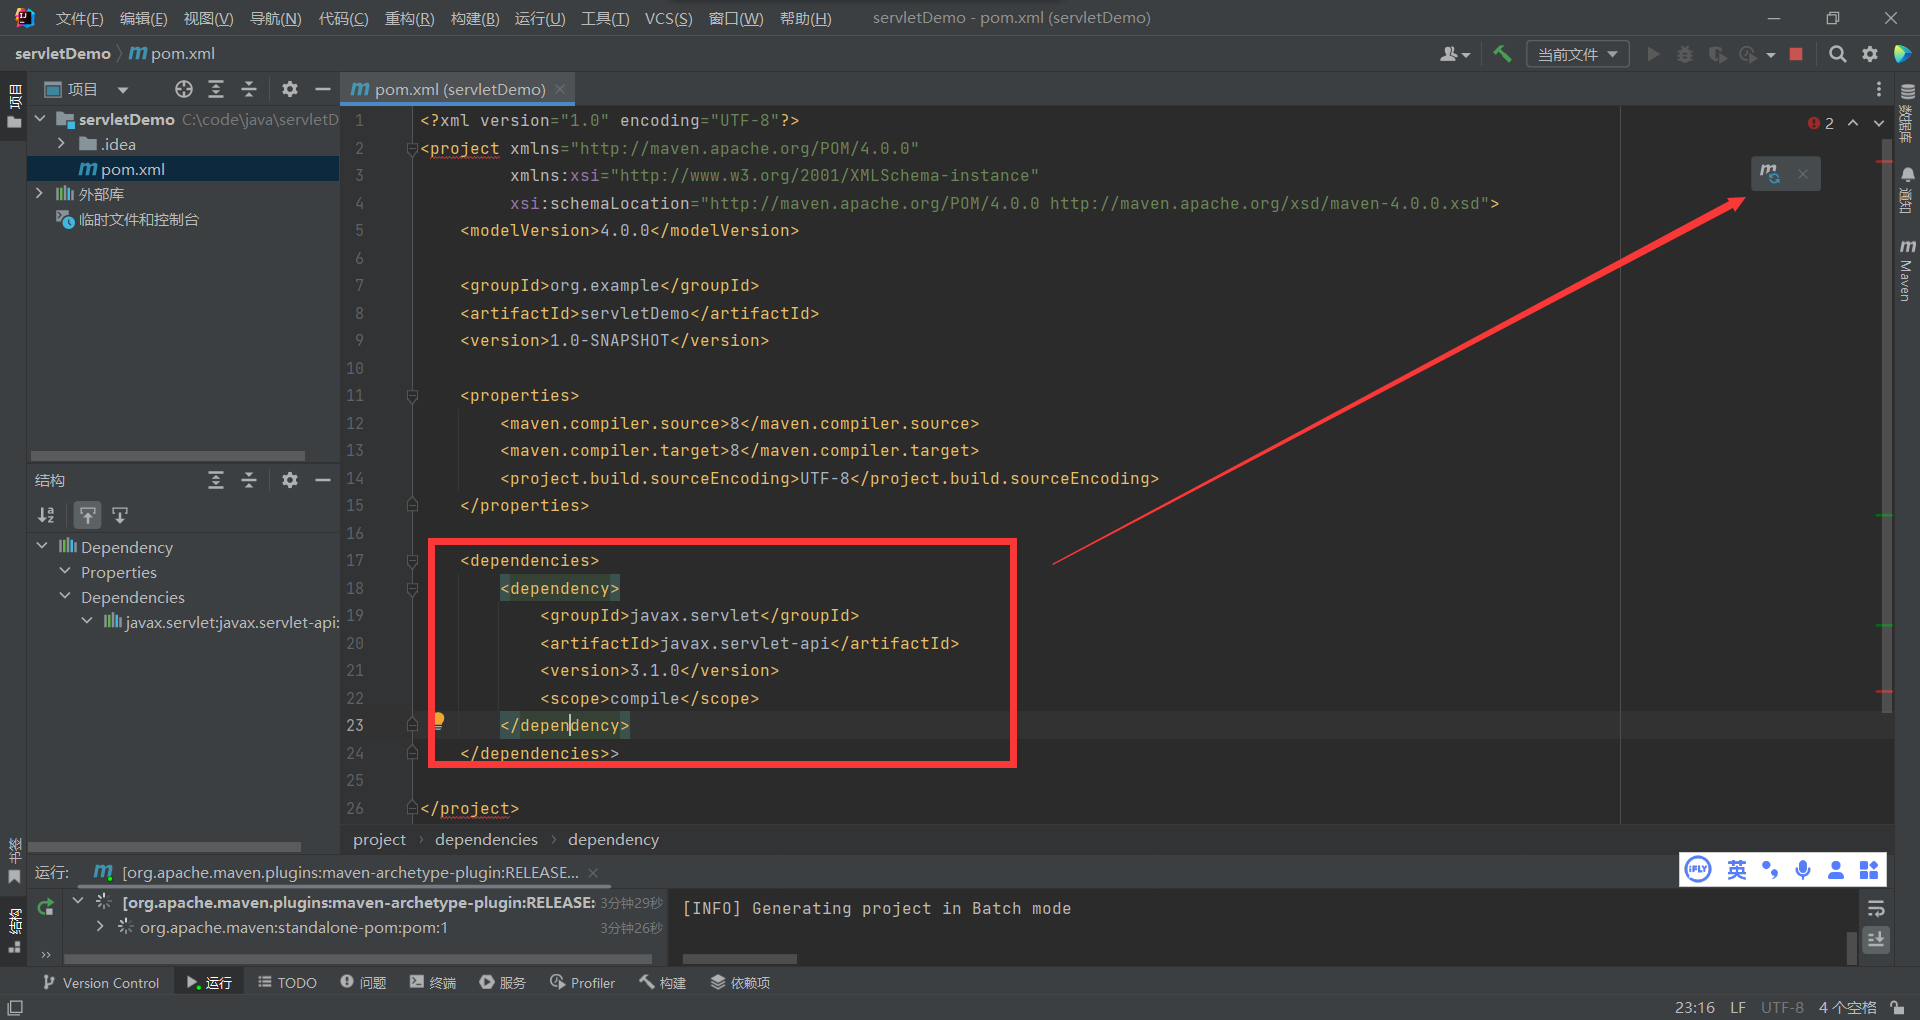 文件(F) 编辑(E) 视图(V) 导航(N) 代码(C) 重构(R) 构建(B) 运行(U) 工具(T) VCS(S) 窗口(W) 帮助(H) servletDemo - pom.xml (servletDemo)
servletDemo m pom.xml
当前文件
项目
项目
m pom.xml (servletDemo)
servletDemo C:\code\java\servletD
.idea
m pom.xml
外部库
临时文件和控制台
1 <?xml version="1.0" encoding="UTF-8"?>
2 <project xmlns="http://maven.apache.org/POM/4.0.0"
3 xmlns:xsi="http://www.w3.org/2001/XMLSchema-instance"
4 xsi:schemaLocation="http://maven.apache.org/POM/4.0.0 http://maven.apache.org/xsd/maven-4.0.0.xsd">
5 <modelVersion>4.0.0</modelVersion>
6
7 <groupId>org.example</groupId>
8 <artifactId>servletDemo</artifactId>
9 <version>1.0-SNAPSHOT</version>
10
11 <properties>
12 <maven.compiler.source>8</maven.compiler.source>
13 <maven.compiler.target>8</maven.compiler.target>
14 <project.build.sourceEncoding>UTF-8</project.build.sourceEncoding>
15 </properties>
16
17 <dependencies>
18 <dependency>
19 <groupId>javax.servlet</groupId>
20 <artifactId>javax.servlet-api</artifactId>
21 <version>3.1.0</version>
22 <scope>compile</scope>
23 </dependency>
24 </dependencies>>
25
26 </project>
2
m
数据库
通知
m Maven
结构
Dependency
Properties
Dependencies
javax.servlet:javax.servlet-api:
project › dependencies › dependency
书签
结构
运行: m [org.apache.maven.plugins:maven-archetype-plugin:RELEASE...
[org.apache.maven.plugins:maven-archetype-plugin:RELEASE: 3分钟29秒
org.apache.maven:standalone-pom:pom:1 3分钟26秒
[INFO] Generating project in Batch mode
iFLY 英
Version Control 运行 TODO 问题 终端 服务 Profiler 构建 依赖项
23:16 LF UTF-8 4 个空格